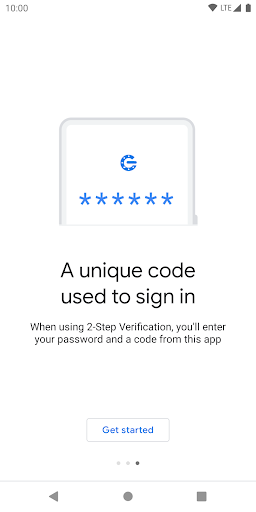 10:00 LTE
******
A unique code
used to sign in
When using 2-Step Verification, you'll enter
your password and a code from this app
Get started